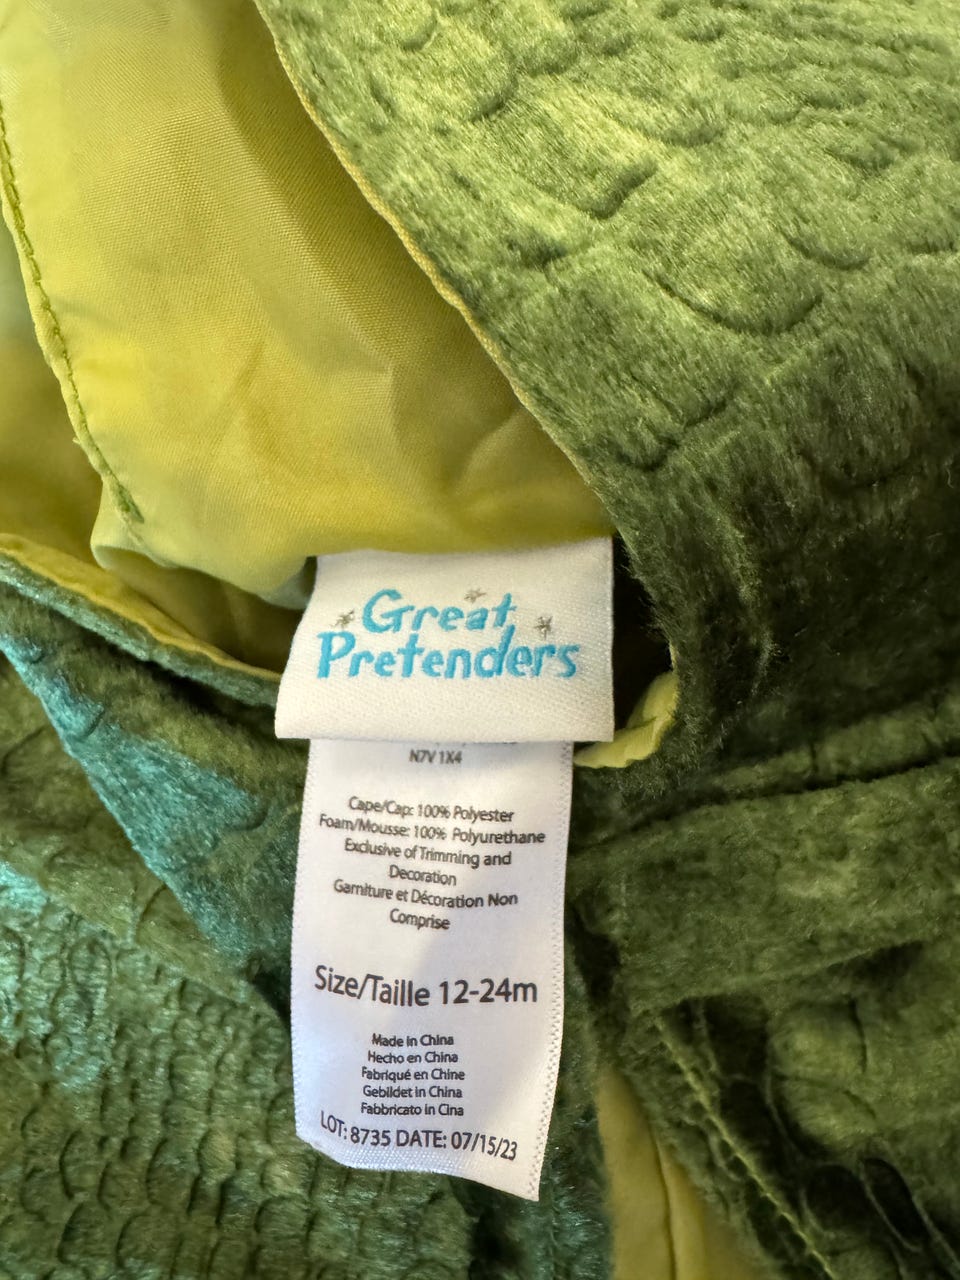 Great
Pretenders
N7V 1X4
Cape/Cap: 100% Polyester
Foam/Mousse: 100% Polyurethane
Exclusive of Trimming and
Decoration
Garniture et Décoration Non
Comprise
Size/Taille 12-24m
Made in China
Hecho en China
Fabriqué en Chine
Gebildet in China
Fabbricato in Cina
LOT: 8735 DATE: 07/15/23